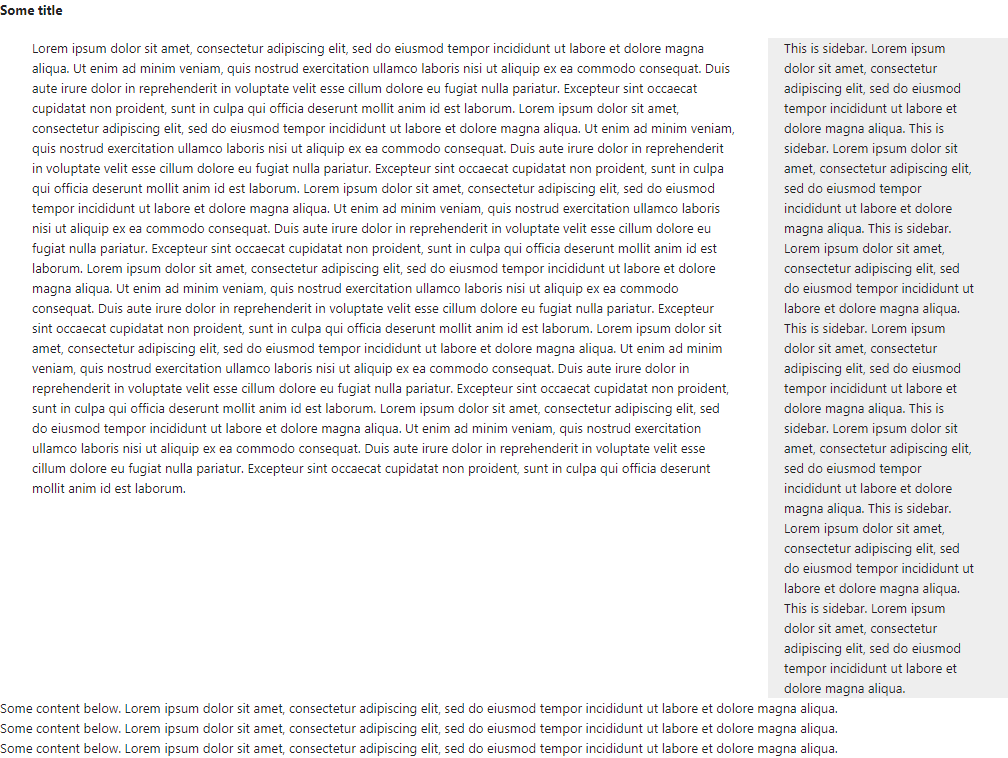 Some title
Lorem ipsum dolor sit amet, consectetur adipiscing elit, sed do eiusmod tempor incididunt ut labore et dolore magna
aliqua. Ut enim ad minim veniam, quis nostrud exercitation ullamco laboris nisi ut aliquip ex ea commodo consequat. Duis
aute irure dolor in reprehenderit in voluptate velit esse cillum dolore eu fugiat nulla pariatur. Excepteur sint occaecat
cupidatat non proident, sunt in culpa qui officia deserunt mollit anim id est laborum. Lorem ipsum dolor sit amet,
consectetur adipiscing elit, sed do eiusmod tempor incididunt ut labore et dolore magna aliqua. Ut enim ad minim veniam,
quis nostrud exercitation ullamco laboris nisi ut aliquip ex ea commodo consequat. Duis aute irure dolor in reprehenderit
in voluptate velit esse cillum dolore eu fugiat nulla pariatur. Excepteur sint occaecat cupidatat non proident, sunt in culpa
qui officia deserunt mollit anim id est laborum. Lorem ipsum dolor sit amet, consectetur adipiscing elit, sed do eiusmod
tempor incididunt ut labore et dolore magna aliqua. Ut enim ad minim veniam, quis nostrud exercitation ullamco laboris
nisi ut aliquip ex ea commodo consequat. Duis aute irure dolor in reprehenderit in voluptate velit esse cillum dolore eu
fugiat nulla pariatur. Excepteur sint occaecat cupidatat non proident, sunt in culpa qui officia deserunt mollit anim id est
laborum. Lorem ipsum dolor sit amet, consectetur adipiscing elit, sed do eiusmod tempor incididunt ut labore et dolore
magna aliqua. Ut enim ad minim veniam, quis nostrud exercitation ullamco laboris nisi ut aliquip ex ea commodo
consequat. Duis aute irure dolor in reprehenderit in voluptate velit esse cillum dolore eu fugiat nulla pariatur. Excepteur
sint occaecat cupidatat non proident, sunt in culpa qui officia deserunt mollit anim id est laborum. Lorem ipsum dolor sit
amet, consectetur adipiscing elit, sed do eiusmod tempor incididunt ut labore et dolore magna aliqua. Ut enim ad minim
veniam, quis nostrud exercitation ullamco laboris nisi ut aliquip ex ea commodo consequat. Duis aute irure dolor in
reprehenderit in voluptate velit esse cillum dolore eu fugiat nulla pariatur. Excepteur sint occaecat cupidatat non proident,
sunt in culpa qui officia deserunt mollit anim id est laborum. Lorem ipsum dolor sit amet, consectetur adipiscing elit, sed
do eiusmod tempor incididunt ut labore et dolore magna aliqua. Ut enim ad minim veniam, quis nostrud exercitation
ullamco laboris nisi ut aliquip ex ea commodo consequat. Duis aute irure dolor in reprehenderit in voluptate velit esse
cillum dolore eu fugiat nulla pariatur. Excepteur sint occaecat cupidatat non proident, sunt in culpa qui officia deserunt
mollit anim id est laborum.
This is sidebar. Lorem ipsum
dolor sit amet, consectetur
adipiscing elit, sed do eiusmod
tempor incididunt ut labore et
dolore magna aliqua. This is
sidebar. Lorem ipsum dolor sit
amet, consectetur adipiscing elit,
sed do eiusmod tempor
incididunt ut labore et dolore
magna aliqua. This is sidebar.
Lorem ipsum dolor sit amet,
consectetur adipiscing elit, sed
do eiusmod tempor incididunt ut
labore et dolore magna aliqua.
This is sidebar. Lorem ipsum
dolor sit amet, consectetur
adipiscing elit, sed do eiusmod
tempor incididunt ut labore et
dolore magna aliqua. This is
sidebar. Lorem ipsum dolor sit
amet, consectetur adipiscing elit,
sed do eiusmod tempor
incididunt ut labore et dolore
magna aliqua. This is sidebar.
Lorem ipsum dolor sit amet,
consectetur adipiscing elit, sed
do eiusmod tempor incididunt ut
labore et dolore magna aliqua.
This is sidebar. Lorem ipsum
dolor sit amet, consectetur
adipiscing elit, sed do eiusmod
tempor incididunt ut labore et
dolore magna aliqua.
Some content below. Lorem ipsum dolor sit amet, consectetur adipiscing elit, sed do eiusmod tempor incididunt ut labore et dolore magna aliqua.
Some content below. Lorem ipsum dolor sit amet, consectetur adipiscing elit, sed do eiusmod tempor incididunt ut labore et dolore magna aliqua.
Some content below. Lorem ipsum dolor sit amet, consectetur adipiscing elit, sed do eiusmod tempor incididunt ut labore et dolore magna aliqua.